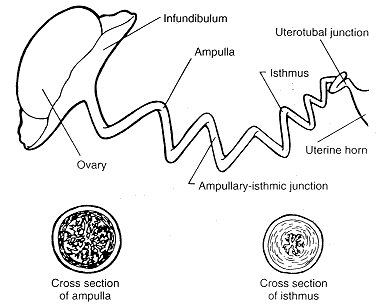 Infundibulum
Uterotubal junction
Ampulla
Isthmus
Ovary
Uterine horn
Ampullary-isthmic junction
Cross section
of ampulla
Cross section
of isthmus